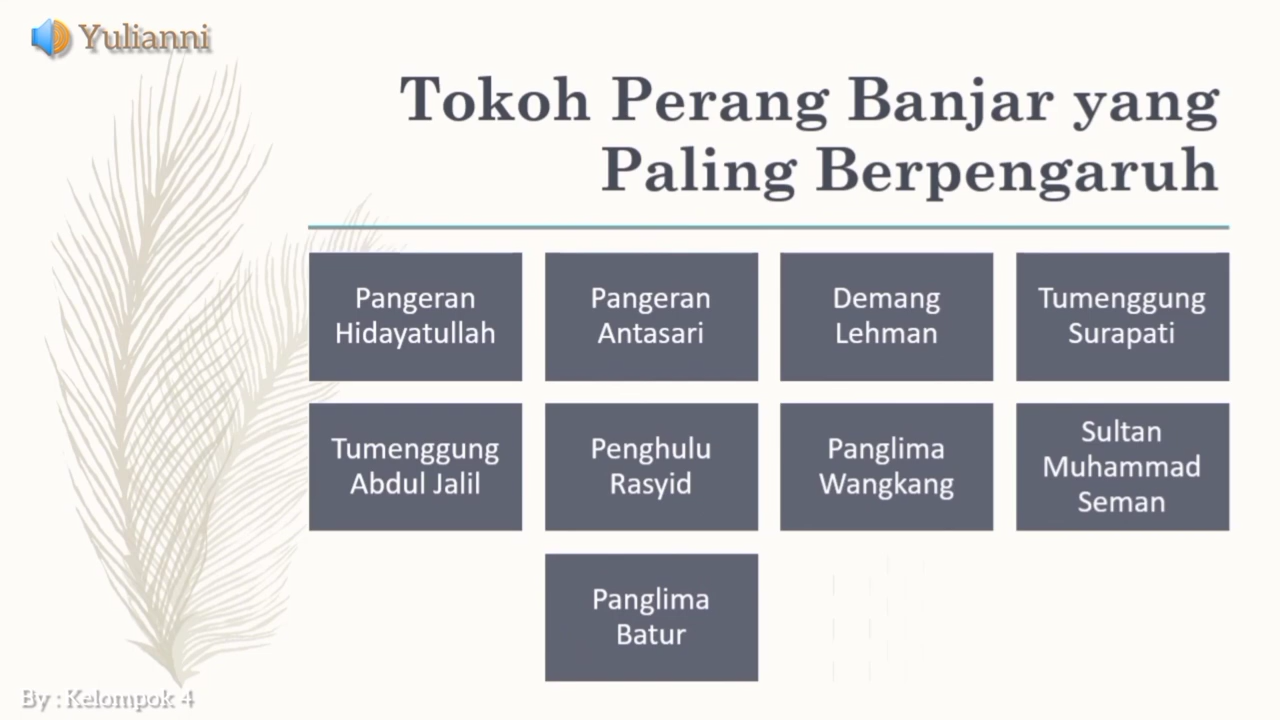 Yulianni
Tokoh Perang Banjar yang
Paling Berpengaruh
Pangeran
Hidayatullah
Pangeran
Antasari
Demang
Lehman
Tumenggung
Surapati
Tumenggung
Abdul Jalil
Penghulu
Rasyid
Panglima
Wangkang
Sultan
Muhammad
Seman
Panglima
Batur
By : Kelompok 4